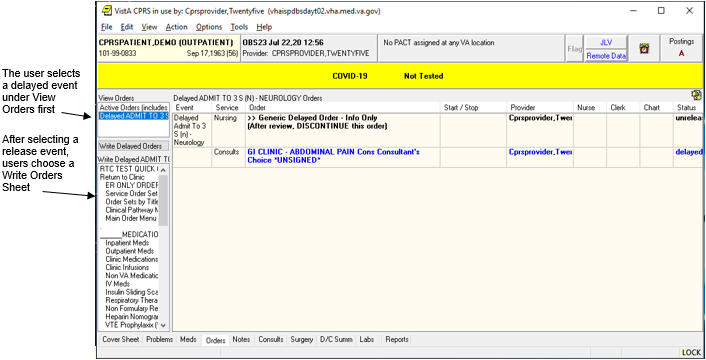 VistA CPRS in use by: Cprsprovider,Twentyfive (vhaispdbsdayt02.vha.med.va.gov)
File Edit View Action Options Tools Help
CPRSPATIENT,DEMO (OUTPATIENT) OBS23 Jul 22,20 12:56 No PACT assigned at any VA location Flag JLV Postings
101-99-0833 Sep 17,1963 (56) Provider: CPRSPROVIDER,TWENTYFIVE Remote Data A
COVID-19 Not Tested
The user selects
a delayed event
under View
Orders first
After selecting a
release event,
users choose a
Write Orders
Sheet
View Orders
Active Orders (includes
Delayed ADMIT TO 3 S
Write Delayed Orders
Write Delayed ADMIT T(
RTC TEST QUICK
Return to Clinic
ER ONLY ORDER
Service Order Set
Order Sets by Title
Clinical Pathway M
Main Order Menu
.
_____MEDICATIO
Inpatient Meds
Outpatient Meds
Clinic Medications
Clinic Infusions
Non VA Medicatic
IV Meds
Insulin Sliding Sca
Respiratory Thera
Non Formulary Re
Heparin Nomogra
VTE Prophylaxix (
Delayed ADMIT TO 3 S (N) - NEUROLOGY Orders
Event Service Order Start / Stop Provider Nurse Clerk Chart Status
Delayed Nursing >> Generic Delayed Order - Info Only Cprsprovider,Twen unrelea
Admit To 3 (After review, DISCONTINUE this order)
S (n) -
Neurology
Consults GI CLINIC - ABDOMINAL PAIN Cons Consultant's Cprsprovider,Twen delayed
Choice *UNSIGNED*
Cover Sheet Problems Meds Orders Notes Consults Surgery D/C Summ Labs Reports
LOCK